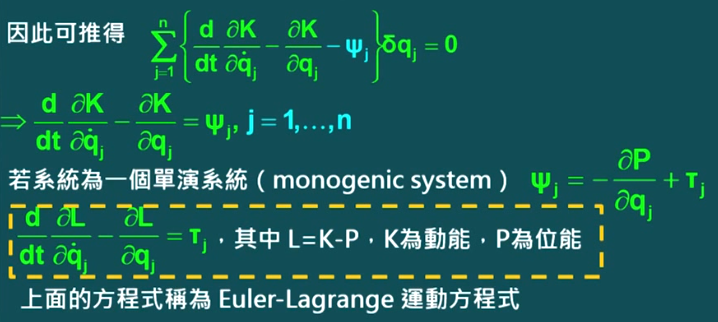 因此可推得 $\sum_{j=1}^{n}\left\{\frac{d}{dt}\frac{\partial K}{\partial \dot{q}_j}-\frac{\partial K}{\partial q_j}-\psi_j\right\}\delta q_j=0$
$\Rightarrow \frac{d}{dt}\frac{\partial K}{\partial \dot{q}_j}-\frac{\partial K}{\partial q_j}=\psi_j, j=1,\ldots,n$
若系統為一個單演系統（monogenic system） $\psi_j=-\frac{\partial P}{\partial q_j}+\tau_j$
$\frac{d}{dt}\frac{\partial L}{\partial \dot{q}_j}-\frac{\partial L}{\partial q_j}=\tau_j$，其中 L=K-P，K為動能，P為位能
上面的方程式稱為 Euler-Lagrange 運動方程式